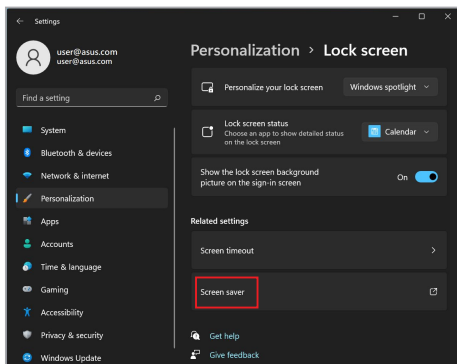 Settings
user@asus.com
user@asus.com
Find a setting
System
Bluetooth & devices
Network & internet
Personalization
Apps
Accounts
Time & language
Gaming
Accessibility
Privacy & security
Windows Update
Personalization > Lock screen
Personalize your lock screen
Windows spotlight
Lock screen status
Choose an app to show detailed status
on the lock screen
Calendar
Show the lock screen background
picture on the sign-in screen
On
Related settings
Screen timeout
Screen saver
Get help
Give feedback